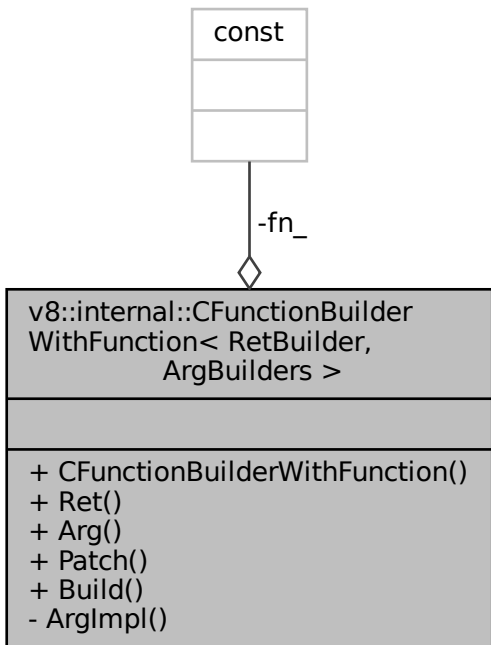 const
-fn_
v8::internal::CFunctionBuilder
WithFunction< RetBuilder,
ArgBuilders >
+ CFunctionBuilderWithFunction()
+ Ret()
+ Arg()
+ Patch()
+ Build()
- ArgImpl()